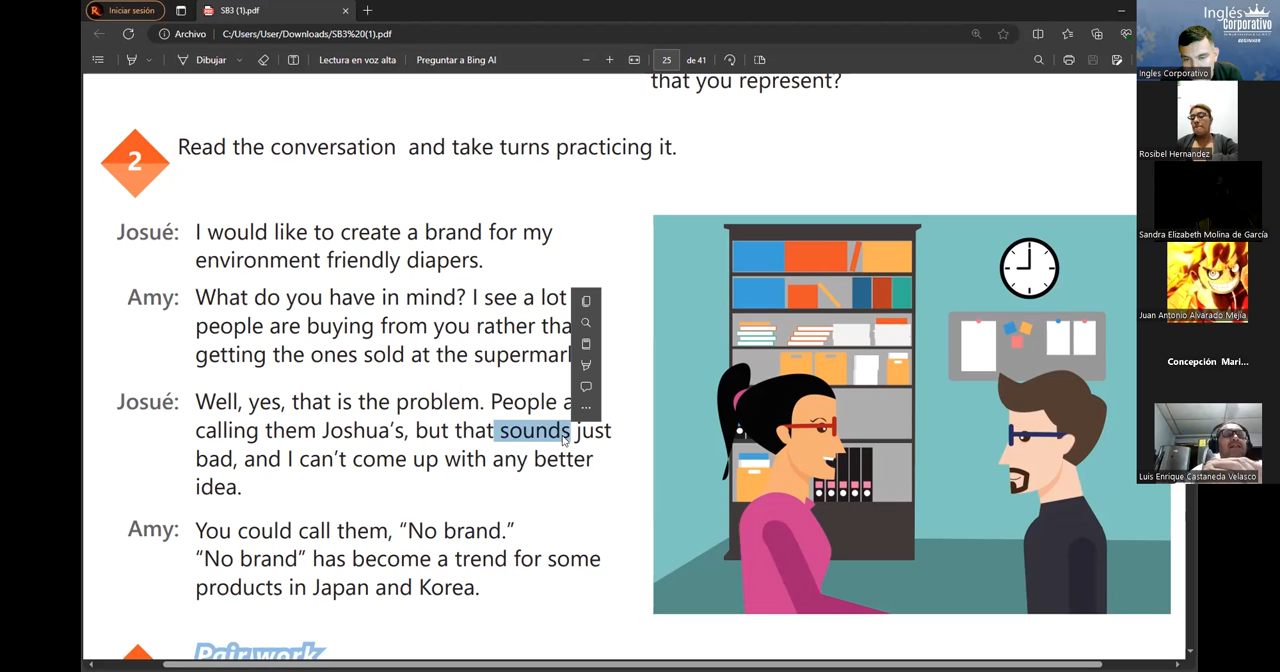 Iniciar sesión
SB3 (1).pdf
Archivo
C:/Users/User/Downloads/SB3%20(1).pdf
Dibujar
Lectura en voz alta
Preguntar a Bing AI
25
de 41
that you represent?
2
Read the conversation and take turns practicing it.
Josué: I would like to create a brand for my
environment friendly diapers.
Amy: What do you have in mind? I see a lot
people are buying from you rather tha
getting the ones sold at the supermarl
Josué: Well, yes, that is the problem. People a
calling them Joshua's, but that sounds just
bad, and I can't come up with any better
idea.
Amy: You could call them, “No brand.”
“No brand” has become a trend for some
products in Japan and Korea.
Pair work
Inglés
Corporativo
BEGINNER
Ingles Corporativo
Rosibel Hernandez
Sandra Elizabeth Molina de García
Juan Antonio Alvarado Mejía
Concepción Mari...
Luis Enrique Castaneda Velasco